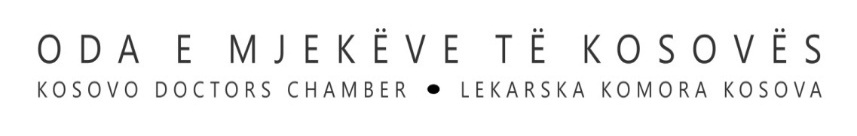 ODA E MJEKËVE TË KOSOVËS
KOSOVO DOCTORS CHAMBER • LEKARSKA KOMORA KOSOVA